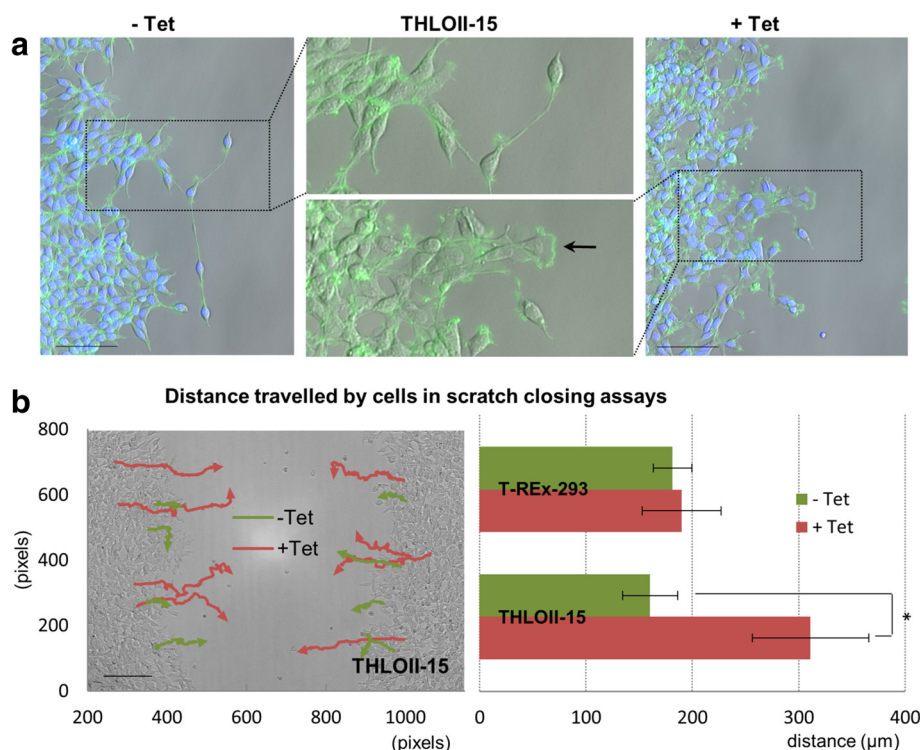 - Tet
THLOII-15
+ Tet
a
b
Distance travelled by cells in scratch closing assays
800
600
400
200
0
(pixels)
200
400
600
800
1000
(pixels)
-Tet
+Tet
THLOII-15
T-REx-293
THLOII-15
- Tet
+ Tet
*
0
100
200
300
400
distance (µm)